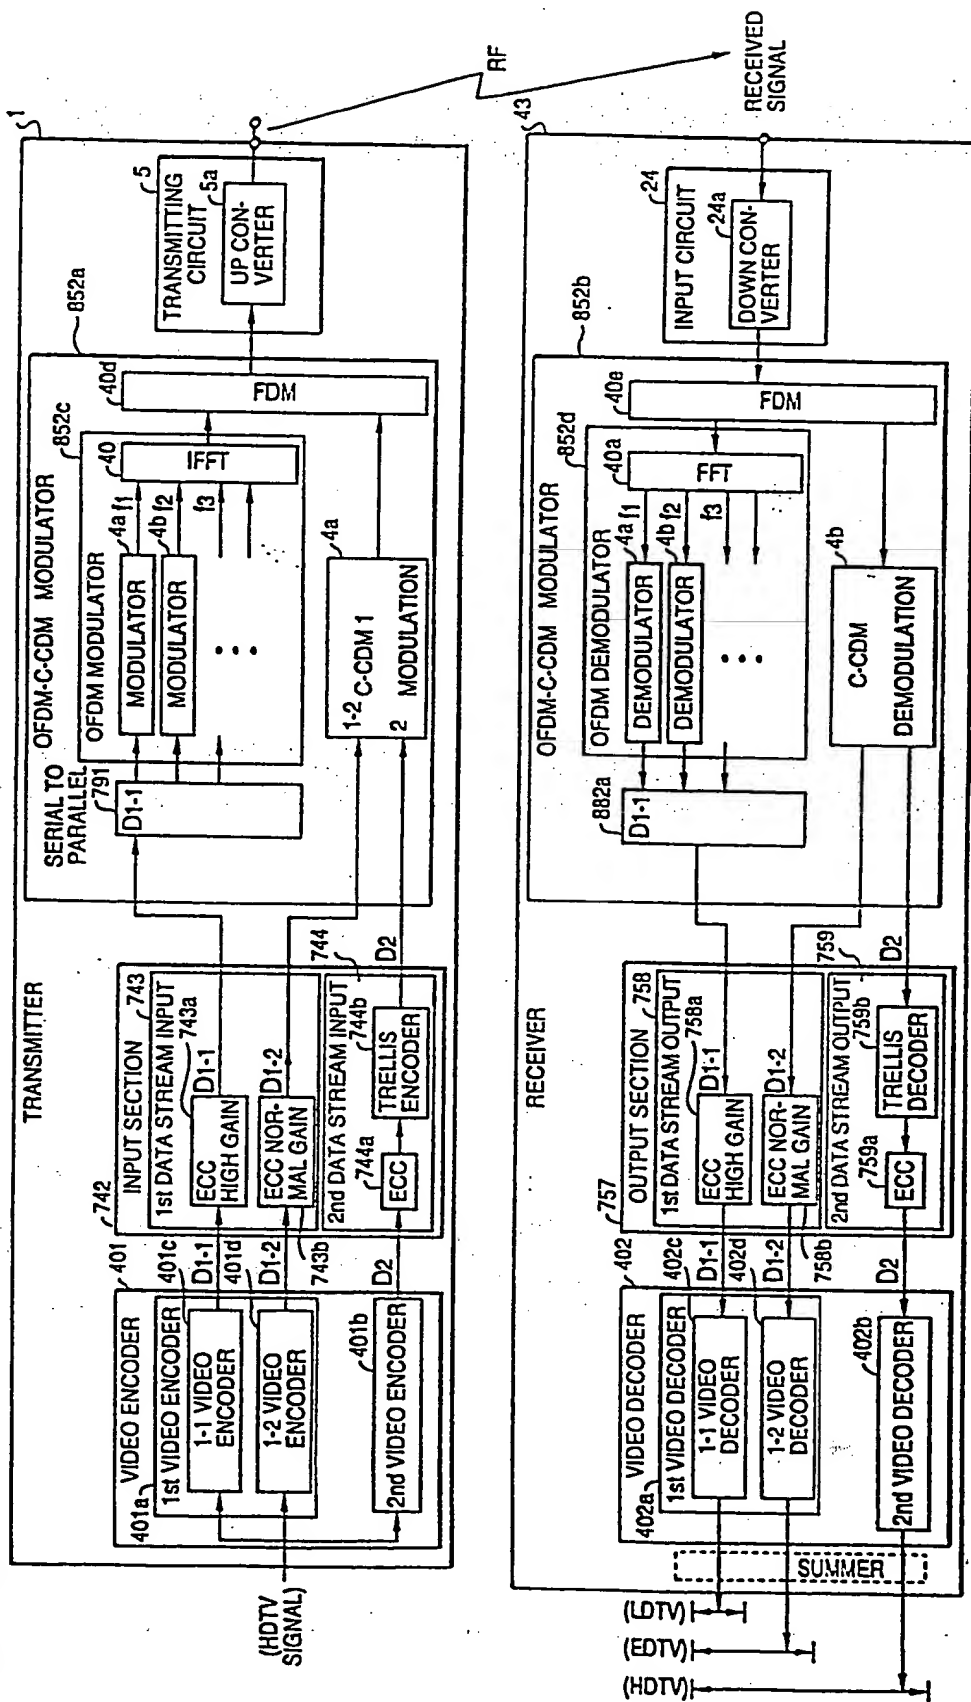 TRANSMITTER
1
(HDTV
SIGNAL)
401
VIDEO ENCODER
401a
1st VIDEO ENCODER
401c
1-1 VIDEO
ENCODER
D1-1
401d
1-2 VIDEO
ENCODER
D1-2
401b
2nd VIDEO ENCODER
D2
742
INPUT SECTION
743
1st DATA STREAM INPUT
743a
ECC
HIGH GAIN
D1-1
ECC NOR-
MAL GAIN
D1-2
743b
744
2nd DATA STREAM INPUT
744a
ECC
744b
TRELLIS
ENCODER
D2
852a
OFDM-C-CDM MODULATOR
SERIAL TO
PARALLEL
791
D1-1
852c
OFDM MODULATOR
4a
MODULATOR
f1
4b
MODULATOR
f2
f3
40
IFFT
4a
1-2
C-CDM 1
2
MODULATION
40d
FDM
5
TRANSMITTING
CIRCUIT
5a
UP CON-
VERTER
RF
RECEIVED
SIGNAL
RECEIVER
43
24
INPUT CIRCUIT
24a
DOWN CON-
VERTER
852b
OFDM-C-CDM MODULATOR
40e
FDM
852d
OFDM DEMODULATOR
40a
FFT
4a
DEMODULATOR
f1
4b
DEMODULATOR
f2
f3
882a
D1-1
4b
C-CDM
DEMODULATION
757
OUTPUT SECTION
758
1st DATA STREAM OUTPUT
758a
ECC
HIGH GAIN
D1-1
ECC NOR-
MAL GAIN
D1-2
758b
759
2nd DATA STREAM OUTPUT
759a
ECC
759b
TRELLIS
DECODER
D2
402
VIDEO DECODER
402a
1st VIDEO DECODER
402c
1-1 VIDEO
DECODER
D1-1
402d
1-2 VIDEO
DECODER
D1-2
402b
2nd VIDEO DECODER
D2
SUMMER
(LDTV)
(EDTV)
(HDTV)